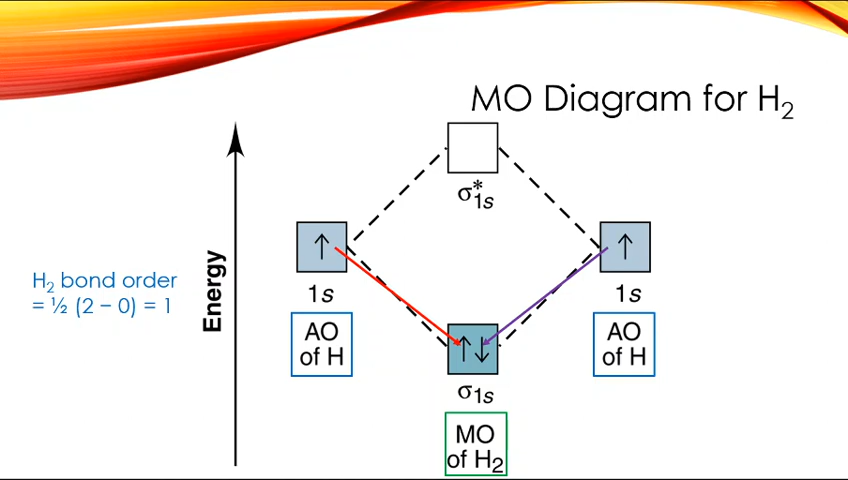 MO Diagram for H₂
σ*1s
↑
↑
H₂ bond order
= ½ (2 − 0) = 1
Energy
1s
1s
AO
of H
AO
of H
↑↓
σ1s
MO
of H₂